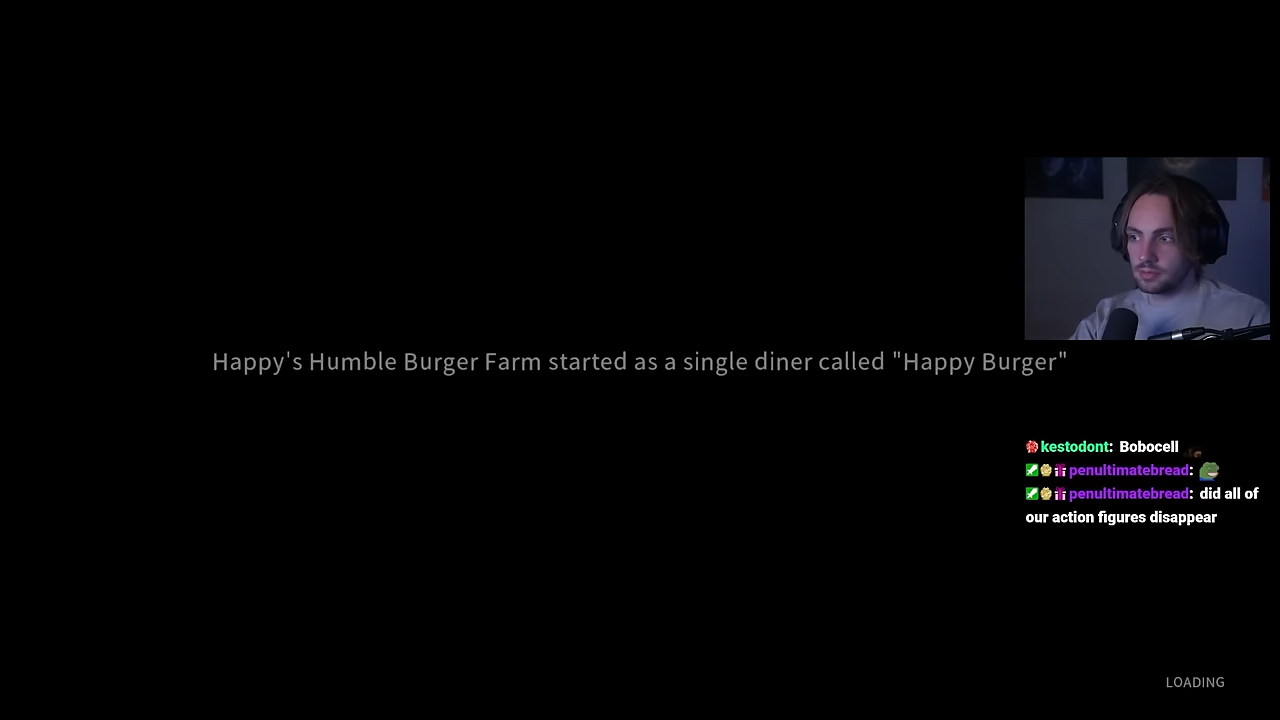 Happy's Humble Burger Farm started as a single diner called "Happy Burger"
kestodont: Bobocell
penultimatebread:
penultimatebread: did all of
our action figures disappear
LOADING